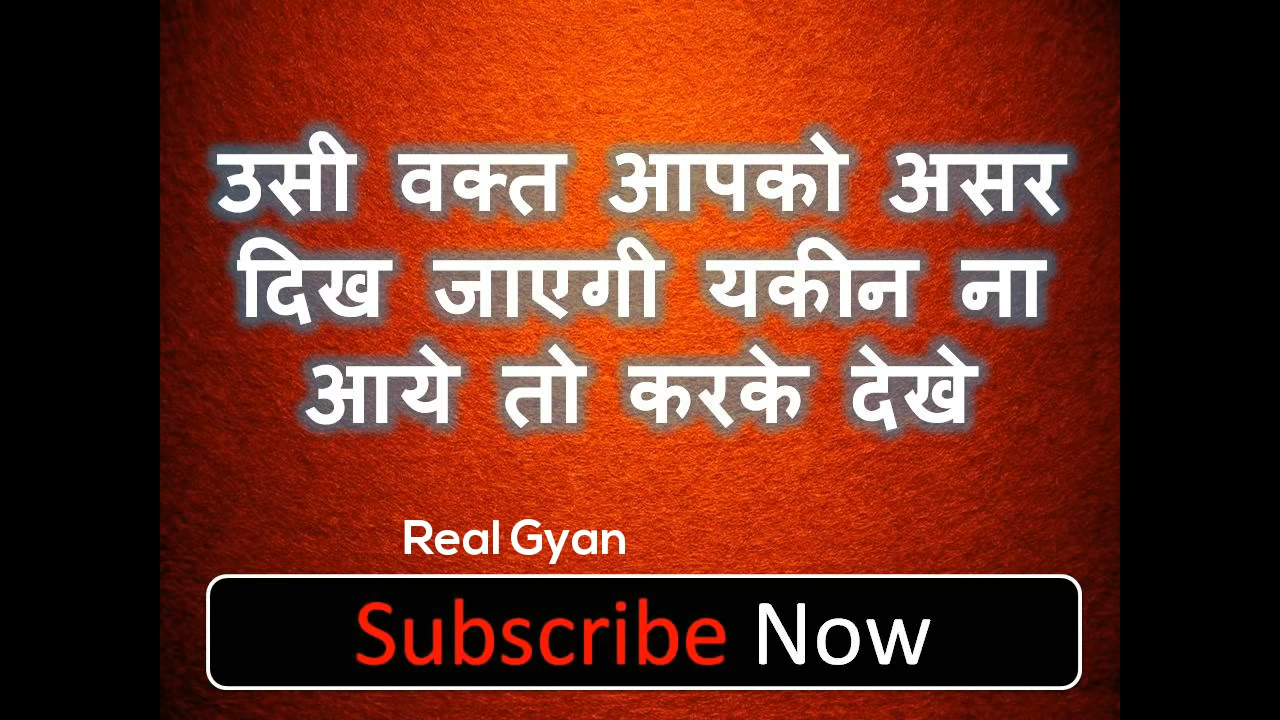 उसी वक्त आपको असर
दिख जाएगी यकीन ना
आये तो करके देखे
Real Gyan
Subscribe Now